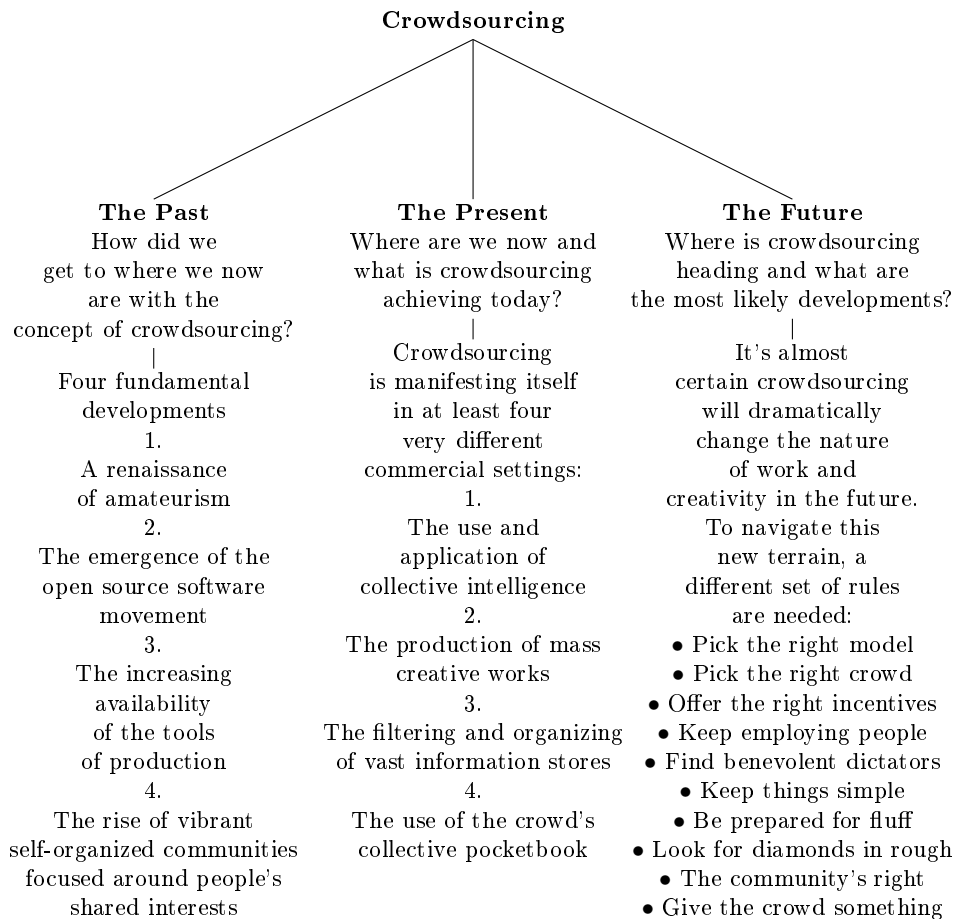 Crowdsourcing
The Past
How did we
get to where we now
are with the
concept of crowdsourcing?
Four fundamental
developments
1.
A renaissance
of amateurism
2.
The emergence of the
open source software
movement
3.
The increasing
availability
of the tools
of production
4.
The rise of vibrant
self-organized communities
focused around people's
shared interests
The Present
Where are we now and
what is crowdsourcing
achieving today?
Crowdsourcing
is manifesting itself
in at least four
very different
commercial settings:
1.
The use and
application of
collective intelligence
2.
The production of mass
creative works
3.
The filtering and organizing
of vast information stores
4.
The use of the crowd's
collective pocketbook
The Future
Where is crowdsourcing
heading and what are
the most likely developments?
It's almost
certain crowdsourcing
will dramatically
change the nature
of work and
creativity in the future.
To navigate this
new terrain, a
different set of rules
are needed:
• Pick the right model
• Pick the right crowd
• Offer the right incentives
• Keep employing people
• Find benevolent dictators
• Keep things simple
• Be prepared for fluff
• Look for diamonds in rough
• The community's right
• Give the crowd something